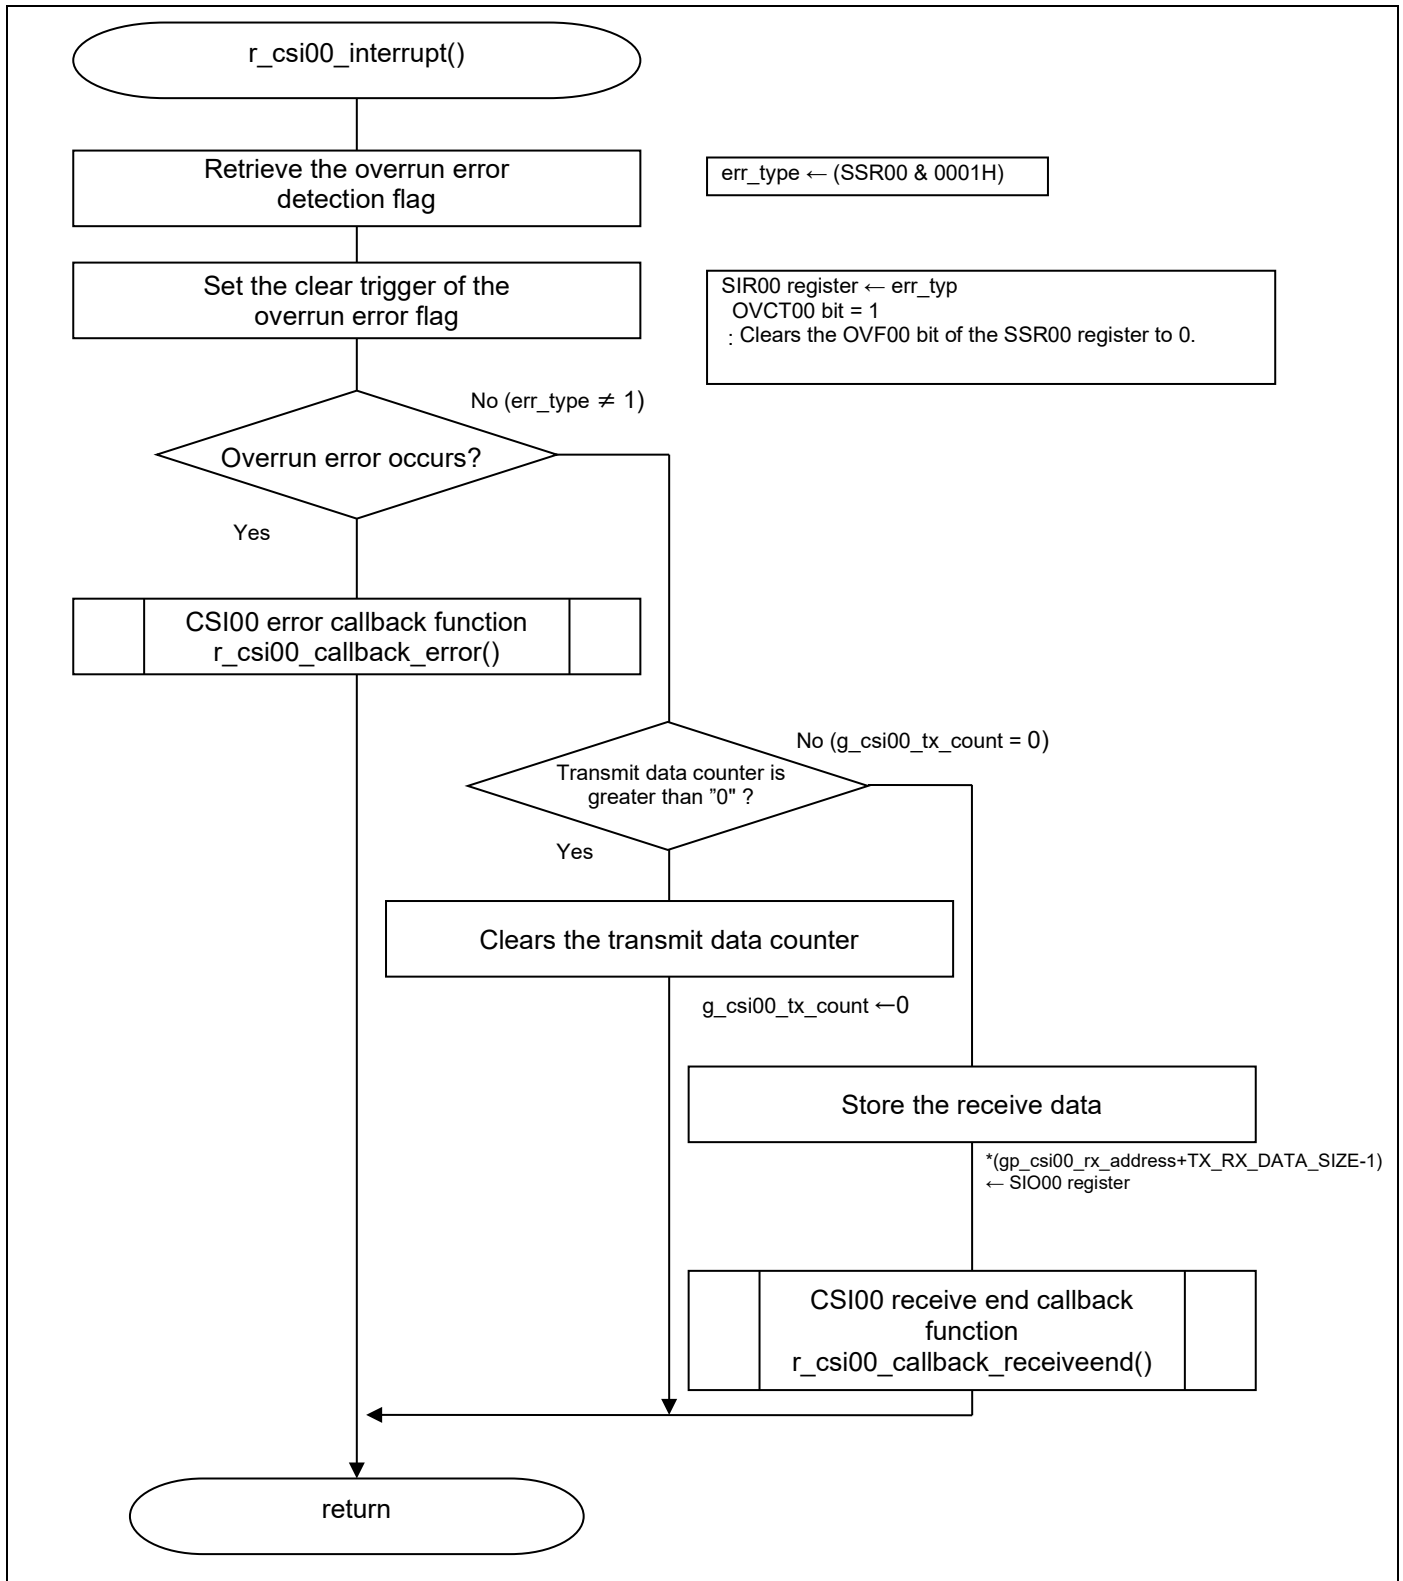 r_csi00_interrupt()
Retrieve the overrun error
detection flag
err_type ← (SSR00 & 0001H)
Set the clear trigger of the
overrun error flag
SIR00 register ← err_typ
OVCT00 bit = 1
: Clears the OVF00 bit of the SSR00 register to 0.
No (err_type ≠ 1)
Overrun error occurs?
Yes
CSI00 error callback function
r_csi00_callback_error()
No (g_csi00_tx_count = 0)
Transmit data counter is
greater than ”0" ?
Yes
Clears the transmit data counter
g_csi00_tx_count ←0
Store the receive data
*(gp_csi00_rx_address+TX_RX_DATA_SIZE-1)
← SIO00 register
CSI00 receive end callback
function
r_csi00_callback_receiveend()
return